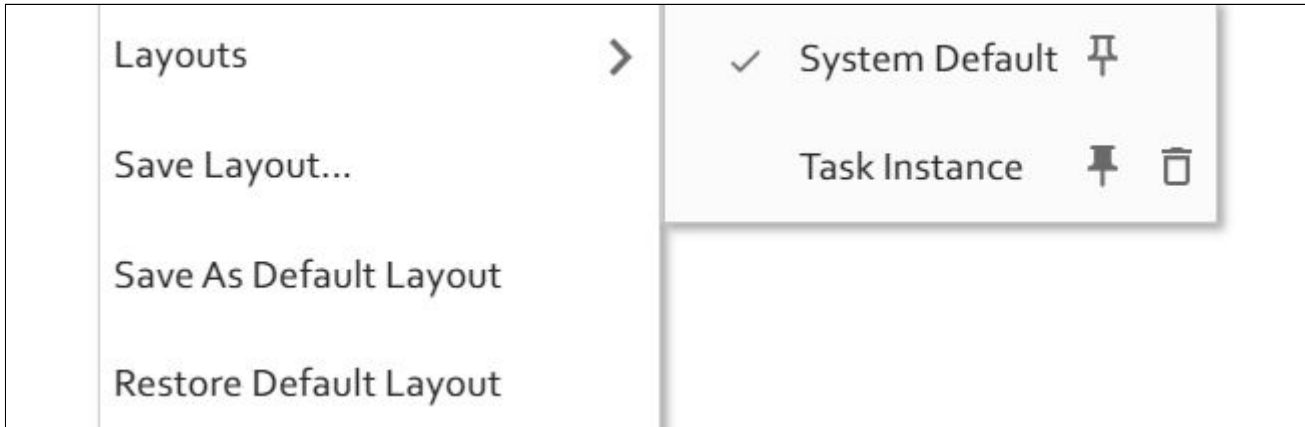 Layouts
Save Layout...
Save As Default Layout
Restore Default Layout
System Default
Task Instance